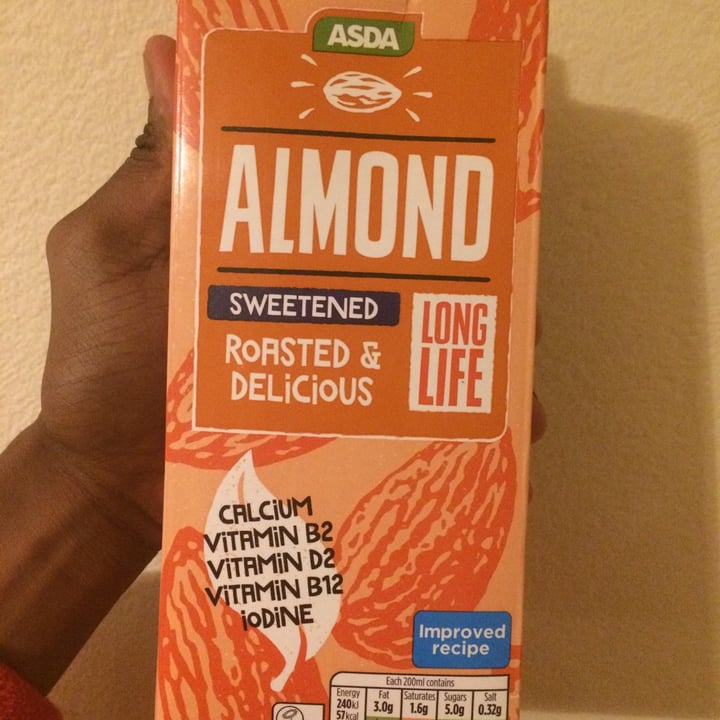 ASDA
ALMOND
SWEETENED
ROASTED &
DELiCiOUS
LONG
LIFE
CALCiUM
ViTAMiN B2
ViTAMiN D2
ViTAMiN B12
iODiNE
Improved
recipe
Each 200ml contains
Energy Fat Saturates Sugars Salt
240kJ 3.0g 1.6g 5.0g 0.32g
57kcal